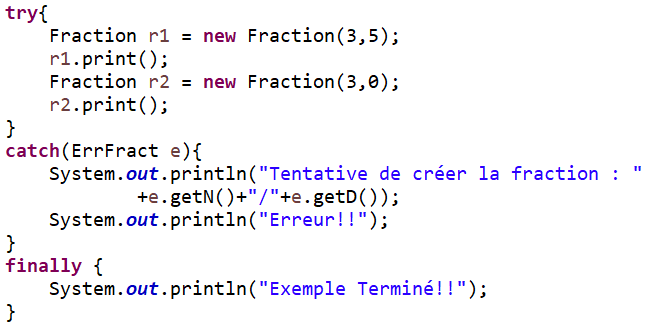 try{
    Fraction r1 = new Fraction(3,5);
    r1.print();
    Fraction r2 = new Fraction(3,0);
    r2.print();
}
catch(ErrFract e){
    System.out.println("Tentative de créer la fraction : "
            +e.getN()+"/"+e.getD());
    System.out.println("Erreur!!");
}
finally {
    System.out.println("Exemple Terminé!!");
}